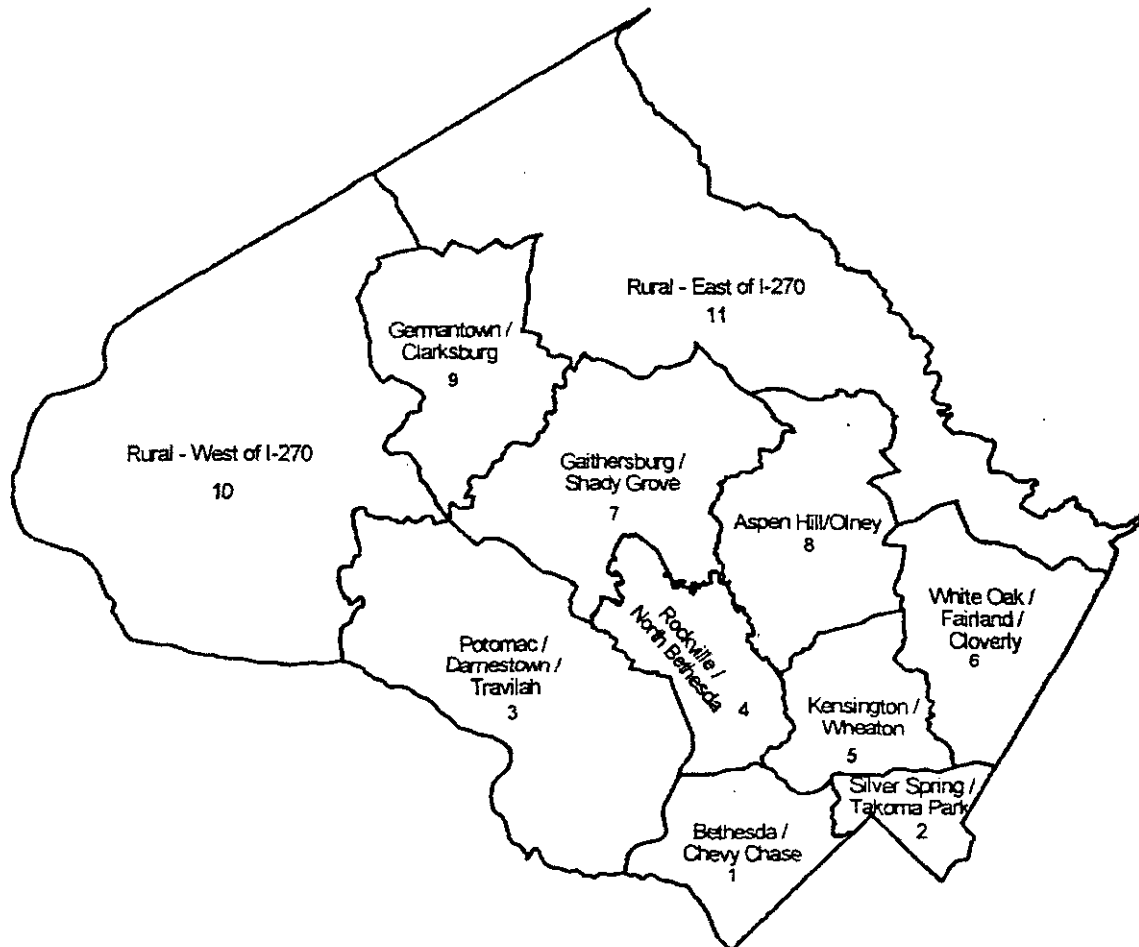 Rural - East of I-270
11
Germantown /
Clarksburg
9
Rural - West of I-270
10
Gaithersburg /
Shady Grove
7
Aspen Hill/Olney
8
White Oak /
Fairland /
Cloverly
6
Rockville /
North Bethesda
4
Potomac /
Darnestown /
Travilah
3
Kensington /
Wheaton
5
Silver Spring /
Takoma Park
2
Bethesda /
Chevy Chase
1